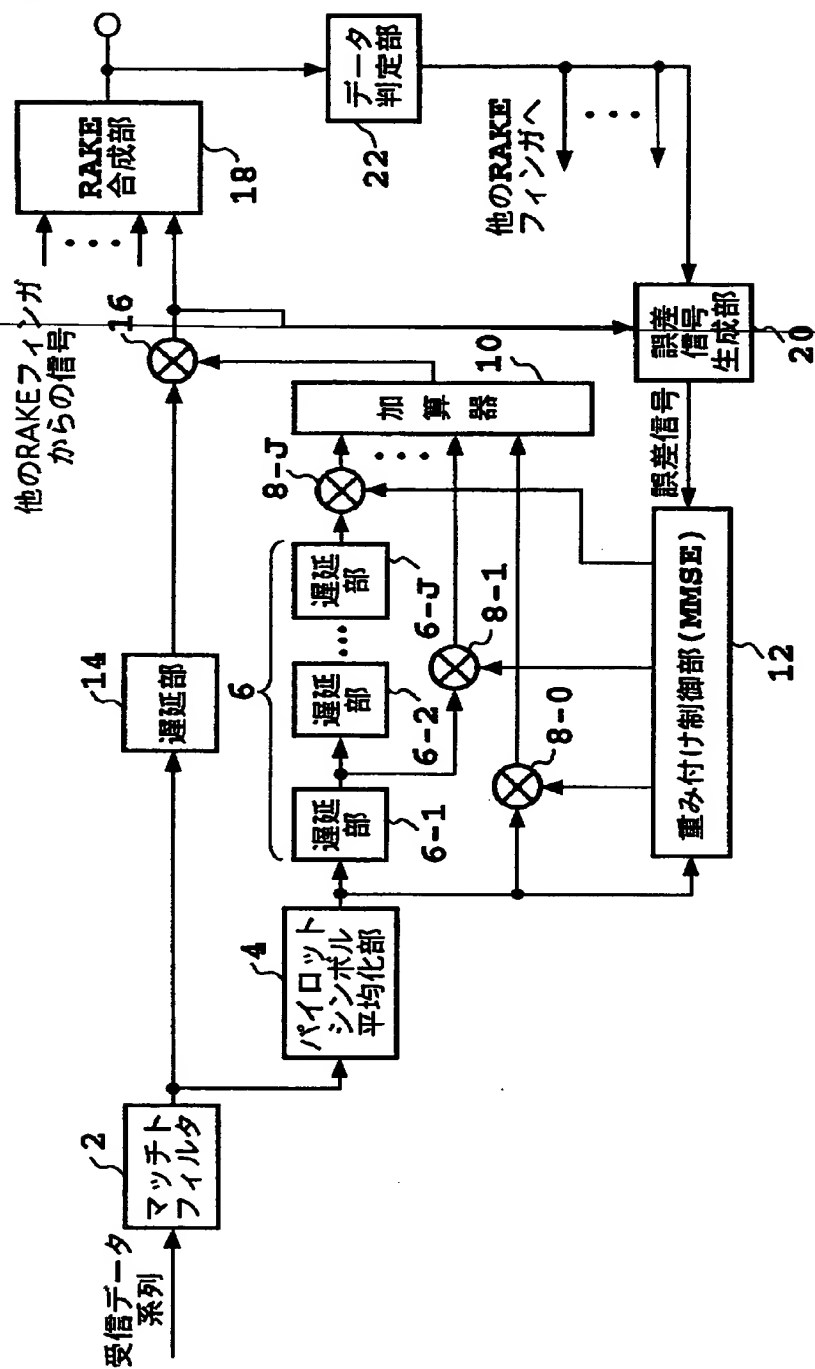 受信データ
系列
2
マッチト
フィルタ
4
パイロット
シンボル
平均化部
14
遅延部
6
遅延
部
6-1
遅延
部
6-2
...
遅延
部
6-J
8-J
8-1
8-0
加算器
10
重み付け制御部(MMSE)
12
誤差信号
誤差
信号
生成部
20
16
他のRAKEフィンガ
からの信号
RAKE
合成部
18
データ
判定部
22
他のRAKE
フィンガへ